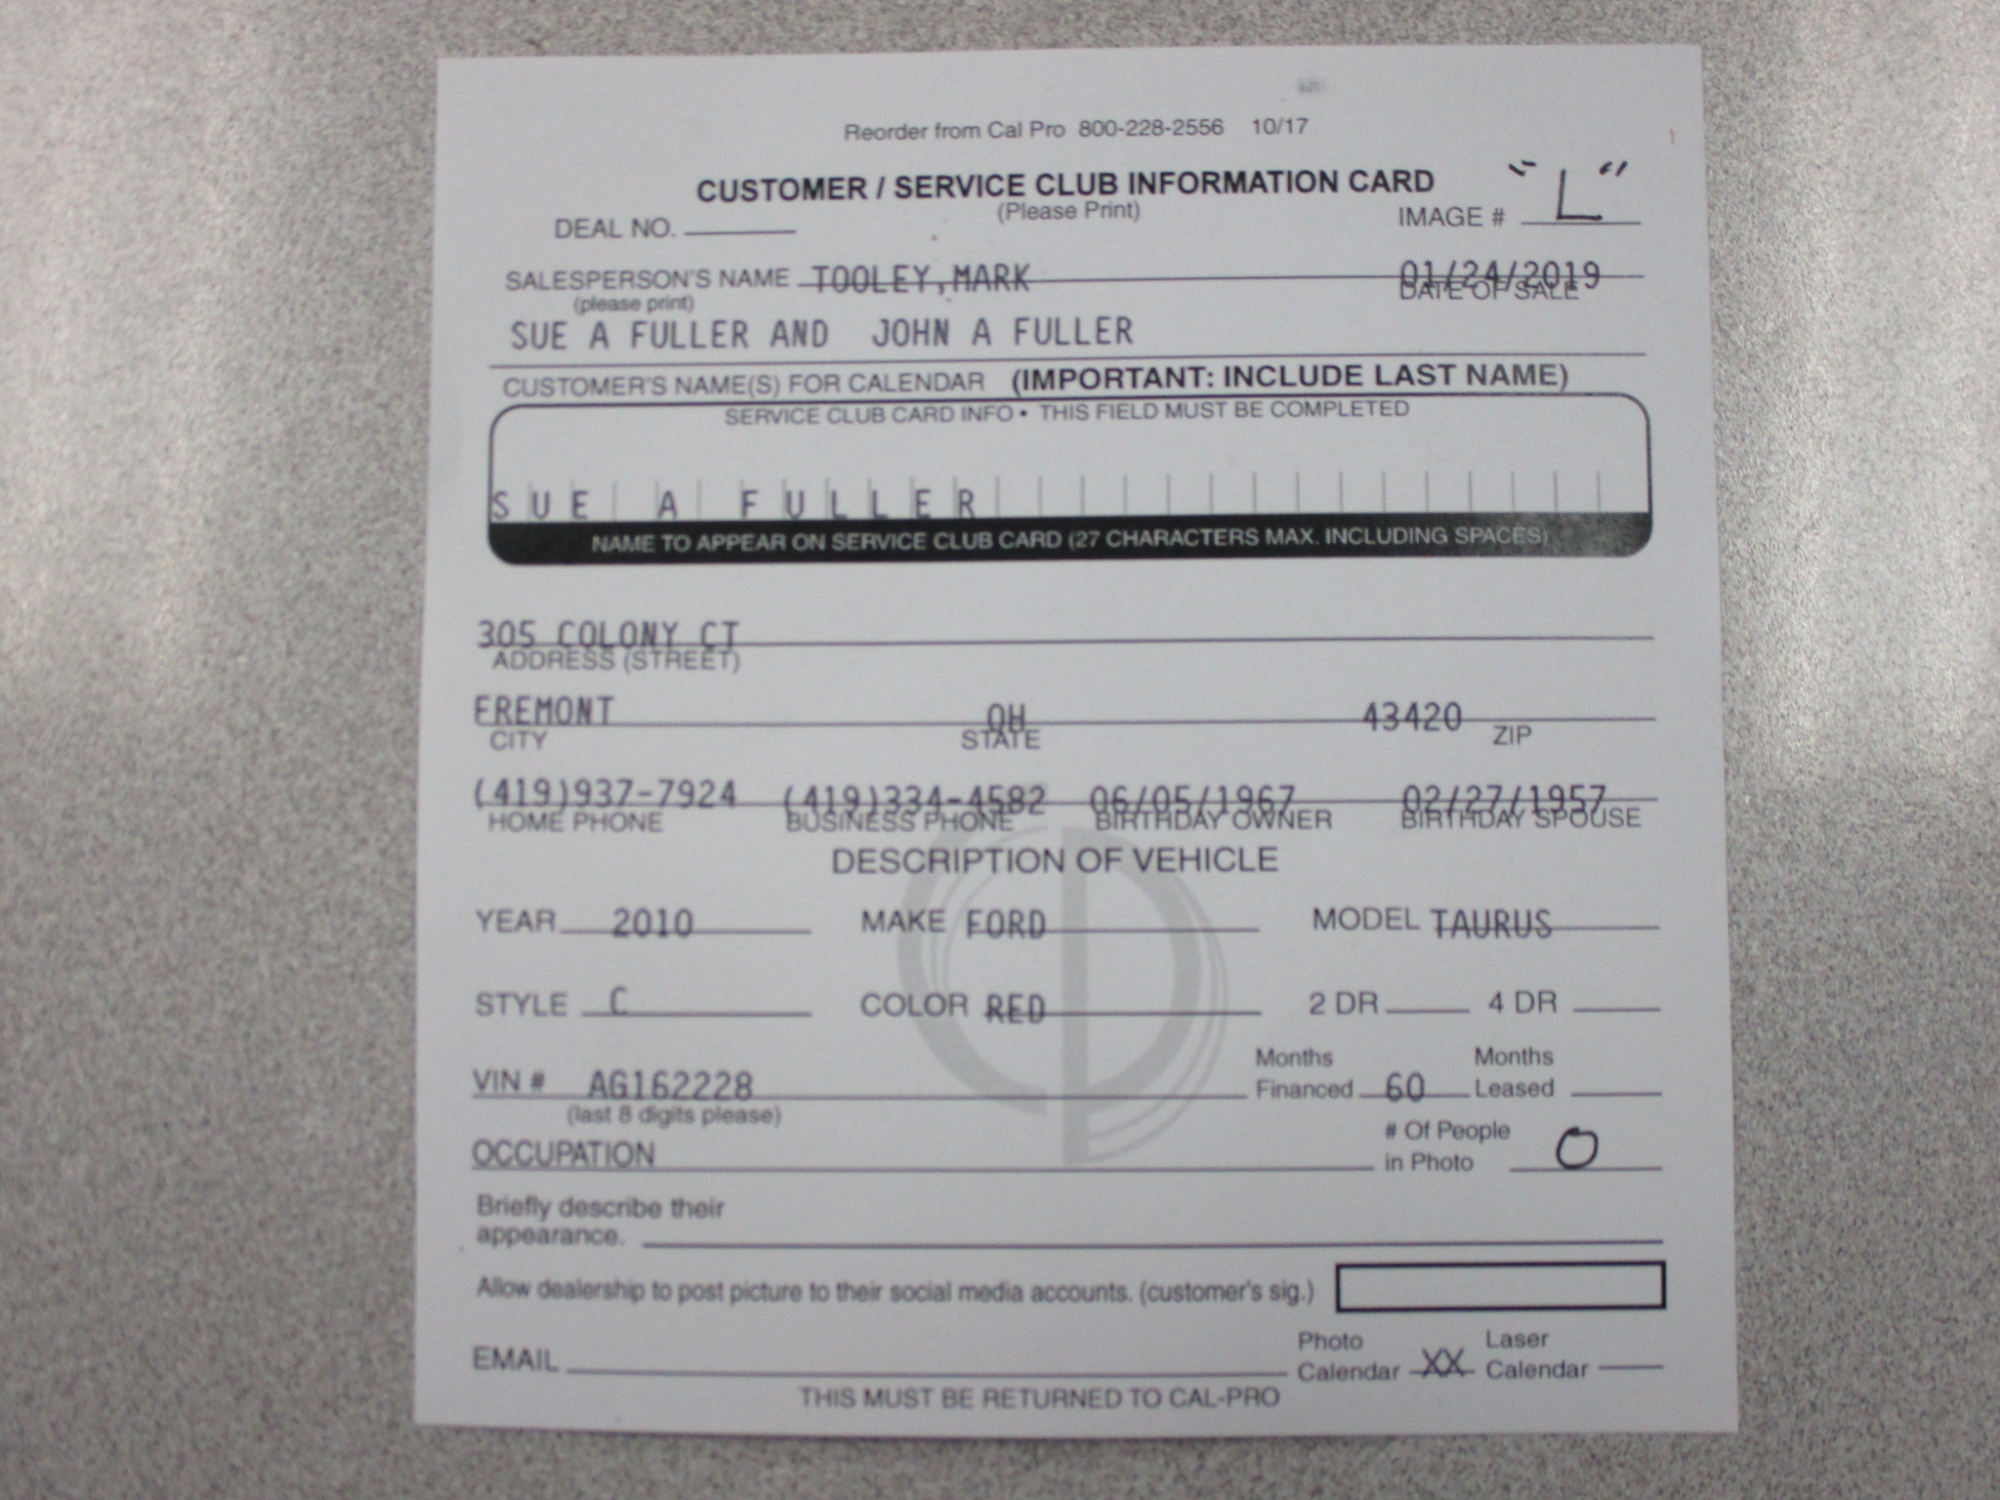 Reorder from Cal Pro 800-228-2556 10/17
CUSTOMER / SERVICE CLUB INFORMATION CARD
(Please Print)
DEAL NO.
IMAGE # "L"
SALESPERSON'S NAME TOOLEY,MARK 01/24/2019
(please print) DATE OF SALE
SUE A FULLER AND JOHN A FULLER
CUSTOMER'S NAME(S) FOR CALENDAR (IMPORTANT: INCLUDE LAST NAME)
SERVICE CLUB CARD INFO • THIS FIELD MUST BE COMPLETED
SUE A FULLER
NAME TO APPEAR ON SERVICE CLUB CARD (27 CHARACTERS MAX. INCLUDING SPACES)
305 COLONY CT
ADDRESS (STREET)
FREMONT OH 43420
CITY STATE ZIP
(419)937-7924 (419)334-4582 06/05/1967 02/27/1957
HOME PHONE BUSINESS PHONE BIRTHDAY OWNER BIRTHDAY SPOUSE
DESCRIPTION OF VEHICLE
YEAR 2010 MAKE FORD MODEL TAURUS
STYLE C COLOR RED 2 DR 4 DR
VIN # AG162228 Months Financed 60 Months Leased
(last 8 digits please)
OCCUPATION # Of People in Photo 0
Briefly describe their
appearance.
Allow dealership to post picture to their social media accounts. (customer's sig.)
EMAIL Photo Calendar XX Laser Calendar
THIS MUST BE RETURNED TO CAL-PRO